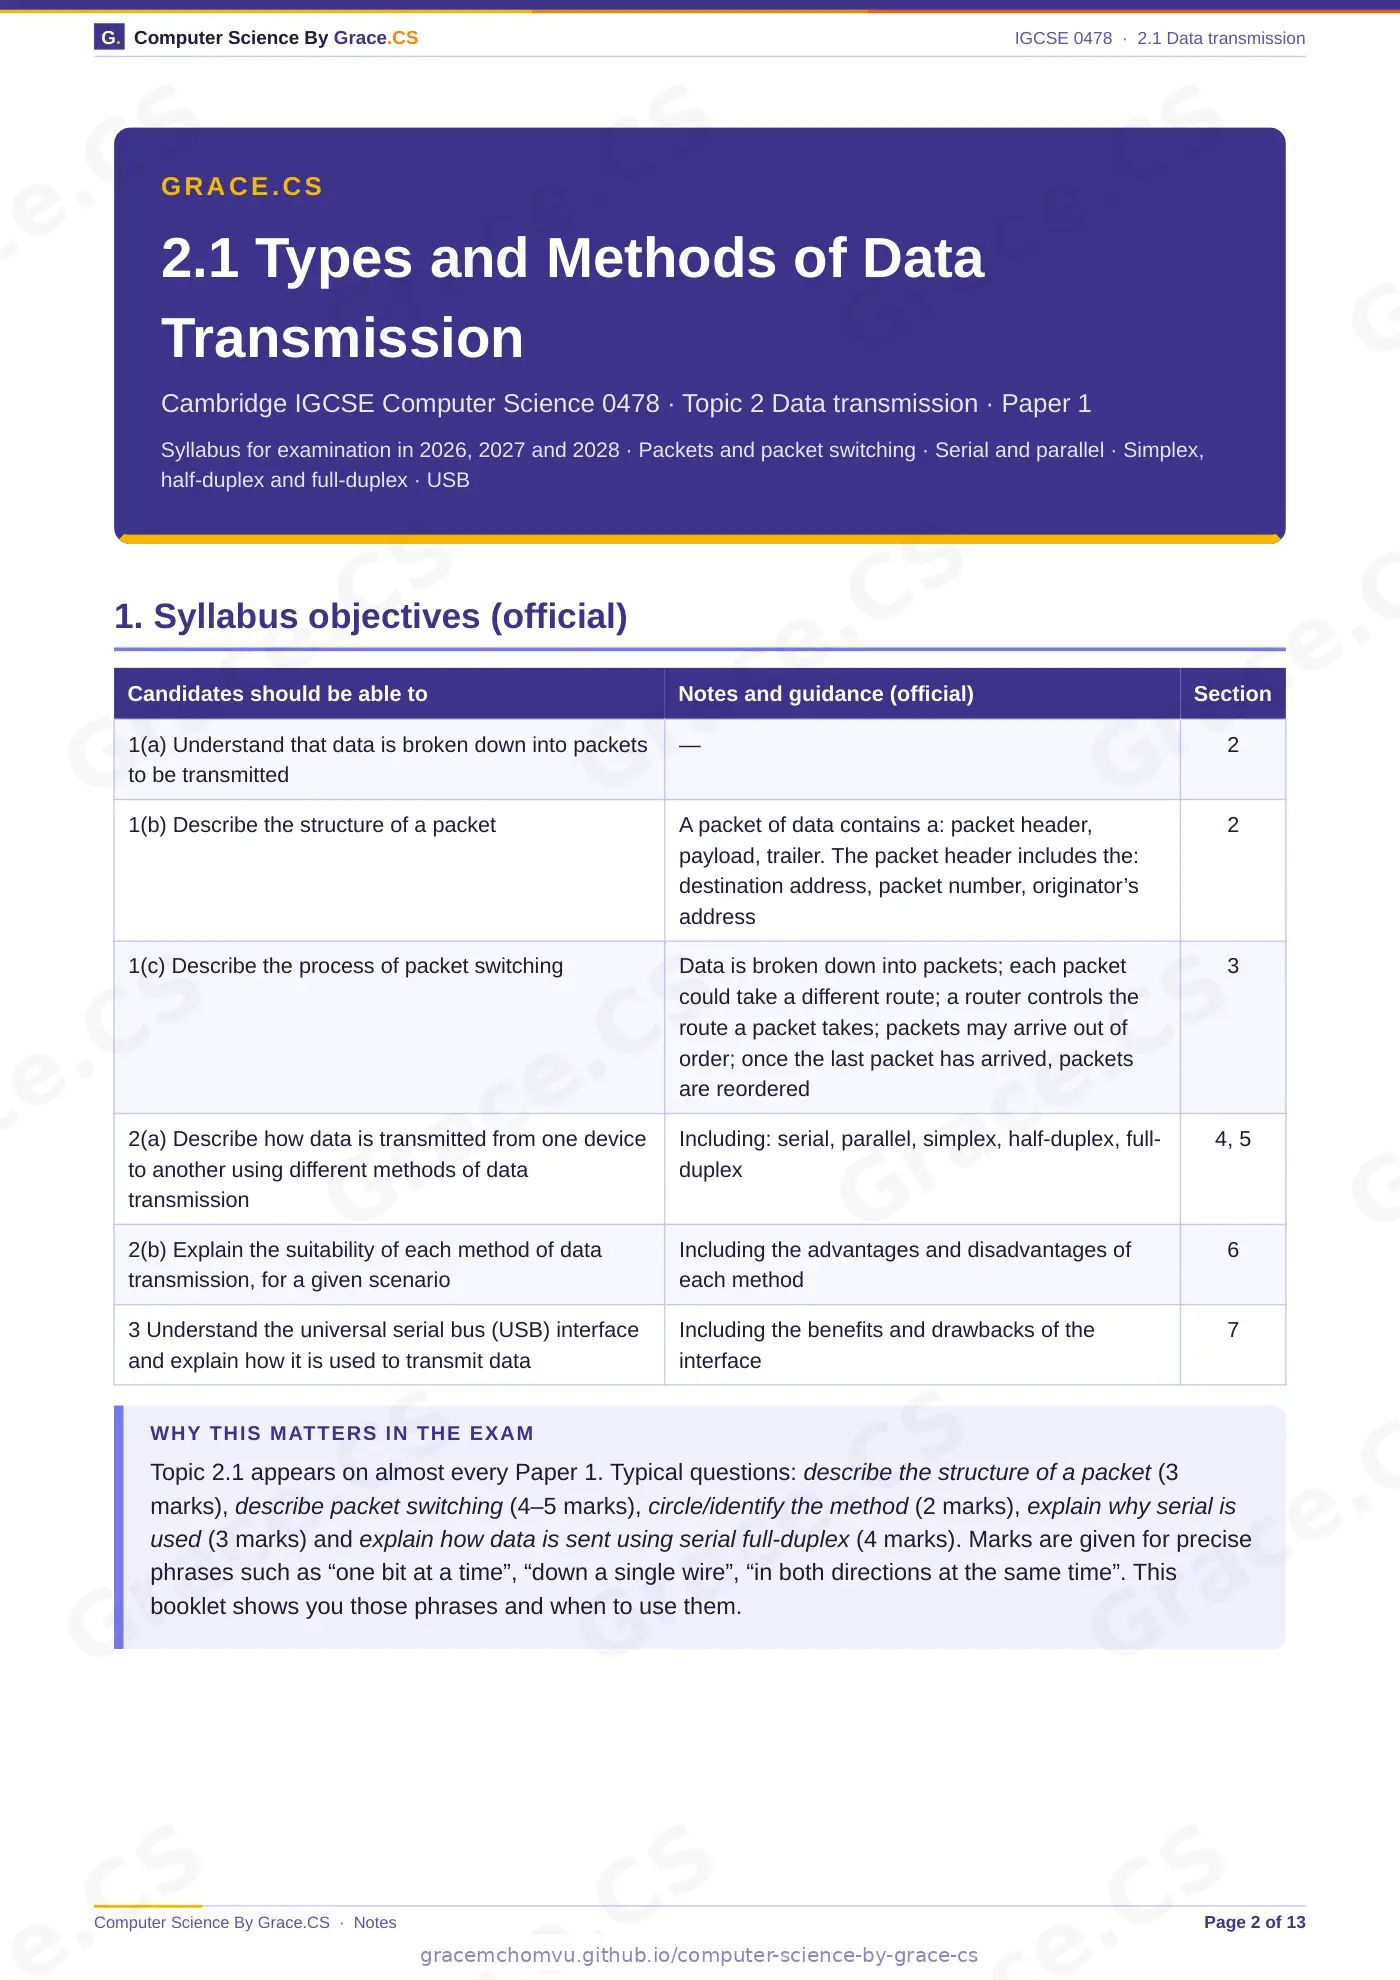 G. Computer Science By Grace.CS
IGCSE 0478 · 2.1 Data transmission
GRACE.CS
2.1 Types and Methods of Data
Transmission
Cambridge IGCSE Computer Science 0478 · Topic 2 Data transmission · Paper 1
Syllabus for examination in 2026, 2027 and 2028 · Packets and packet switching · Serial and parallel · Simplex,
half-duplex and full-duplex · USB
1. Syllabus objectives (official)
Candidates should be able to
Notes and guidance (official)
Section
1(a) Understand that data is broken down into packets
to be transmitted
—
2
1(b) Describe the structure of a packet
A packet of data contains a: packet header,
payload, trailer. The packet header includes the:
destination address, packet number, originator’s
address
2
1(c) Describe the process of packet switching
Data is broken down into packets; each packet
could take a different route; a router controls the
route a packet takes; packets may arrive out of
order; once the last packet has arrived, packets
are reordered
3
2(a) Describe how data is transmitted from one device
to another using different methods of data
transmission
Including: serial, parallel, simplex, half-duplex, full-
duplex
4, 5
2(b) Explain the suitability of each method of data
transmission, for a given scenario
Including the advantages and disadvantages of
each method
6
3 Understand the universal serial bus (USB) interface
and explain how it is used to transmit data
Including the benefits and drawbacks of the
interface
7
WHY THIS MATTERS IN THE EXAM
Topic 2.1 appears on almost every Paper 1. Typical questions: describe the structure of a packet (3
marks), describe packet switching (4–5 marks), circle/identify the method (2 marks), explain why serial is
used (3 marks) and explain how data is sent using serial full-duplex (4 marks). Marks are given for precise
phrases such as “one bit at a time”, “down a single wire”, “in both directions at the same time”. This
booklet shows you those phrases and when to use them.
Computer Science By Grace.CS · Notes
Page 2 of 13
gracemchomvu.github.io/computer-science-by-grace-cs